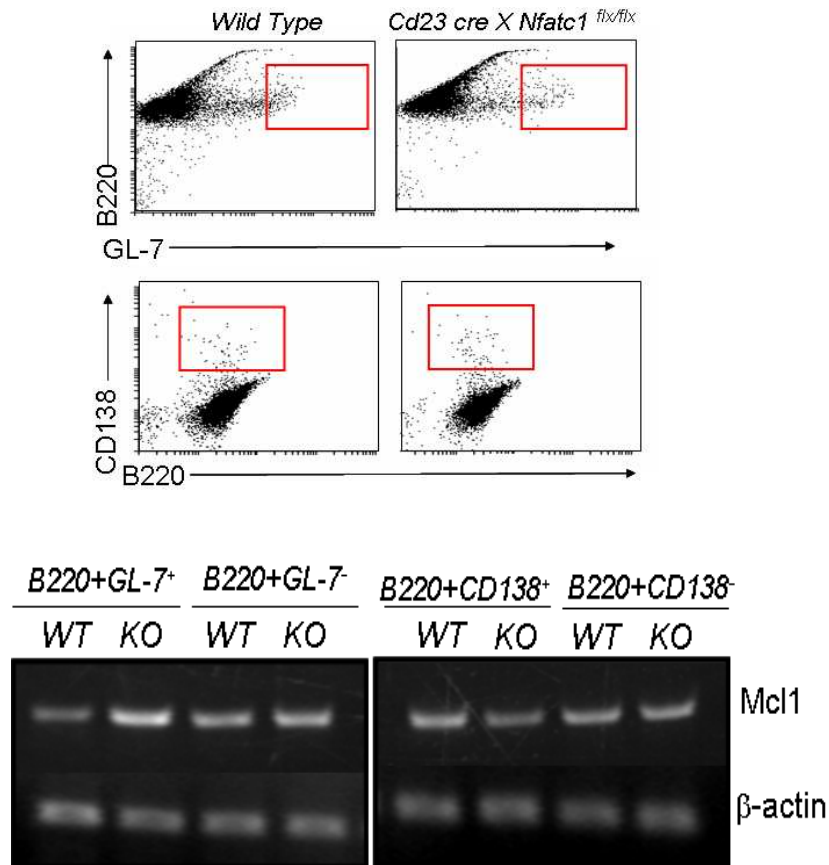 Wild Type Cd23 cre X Nfatc1 flx/flx
B220
GL-7
CD138
B220
B220+GL-7+ B220+GL-7- B220+CD138+ B220+CD138-
WT KO WT KO WT KO WT KO
Mcl1
β-actin